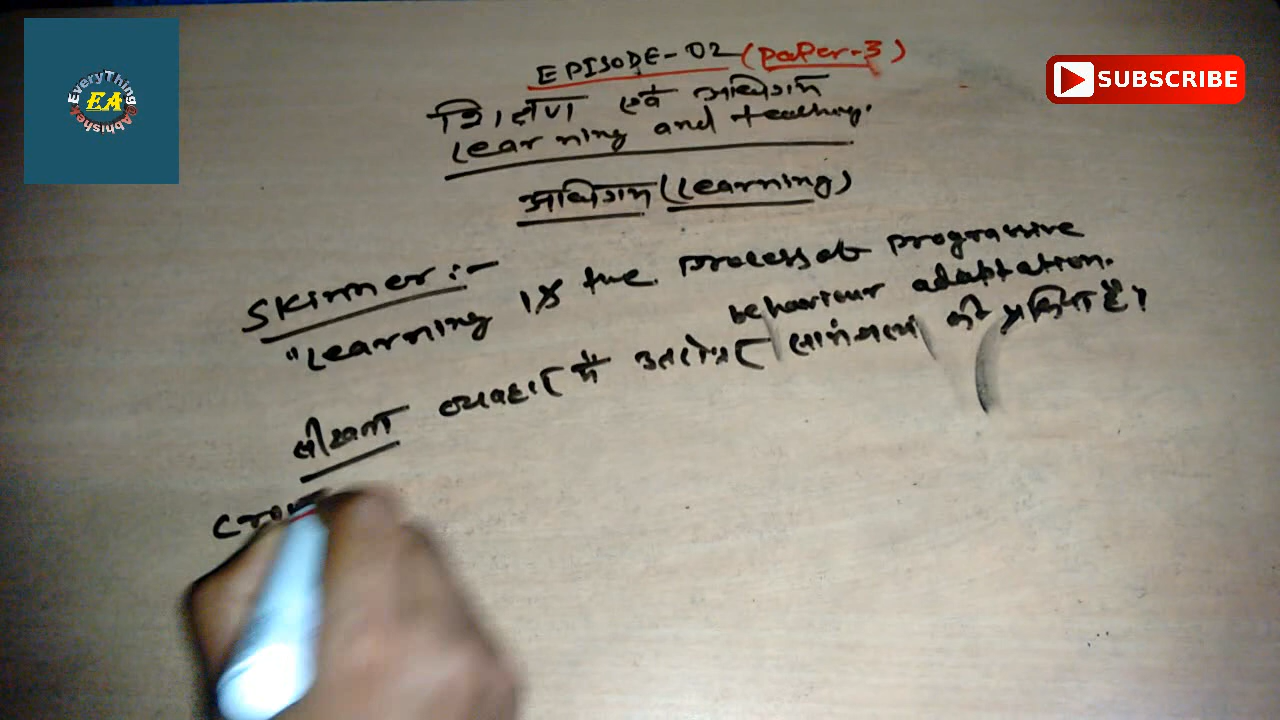 EveryThing
EA
@Abhishek
SUBSCRIBE
EPISODE-02 (Paper-3)
शिक्षण एवं अधिगम
Learning and teaching.
अधिगम (Learning)
Skinner:-
"Learning is the process of progressive
behaviour adaptation.
सीखना व्यवहार में उत्तरोत्तर सामंजस्य की प्रक्रिया है।